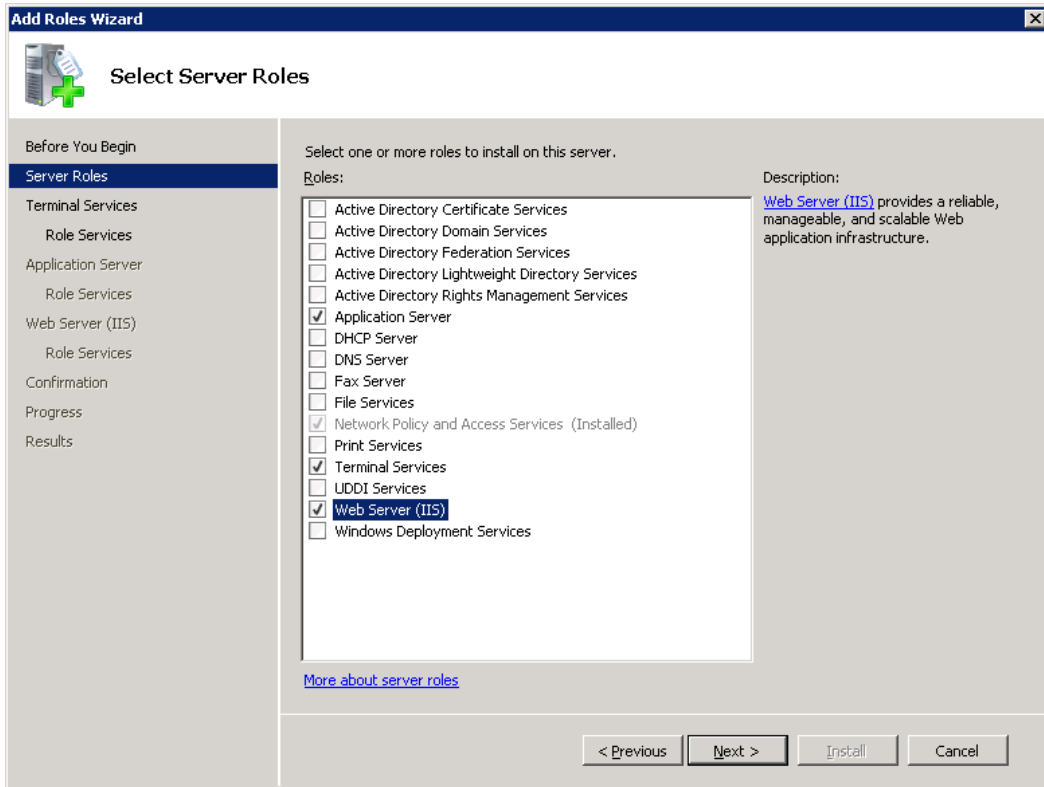 Add Roles Wizard
Select Server Roles
Before You Begin
Server Roles
Terminal Services
Role Services
Application Server
Role Services
Web Server (IIS)
Role Services
Confirmation
Progress
Results
Select one or more roles to install on this server.
Roles:
Active Directory Certificate Services
Active Directory Domain Services
Active Directory Federation Services
Active Directory Lightweight Directory Services
Active Directory Rights Management Services
Application Server
DHCP Server
DNS Server
Fax Server
File Services
Network Policy and Access Services (Installed)
Print Services
Terminal Services
UDDI Services
Web Server (IIS)
Windows Deployment Services
More about server roles
Description:
Web Server (IIS) provides a reliable,
manageable, and scalable Web
application infrastructure.
< Previous
Next >
Install
Cancel